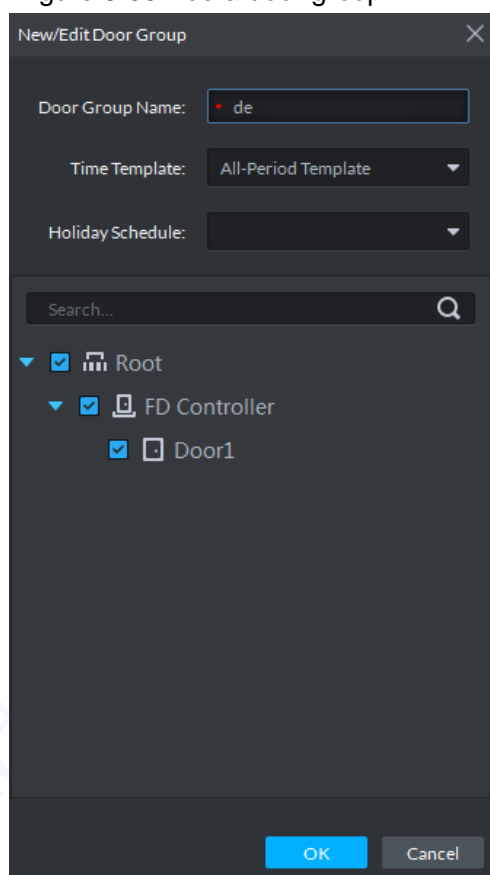 New/Edit Door Group
Door Group Name: * de
Time Template: All-Period Template
Holiday Schedule:
Search...
Root
FD Controller
Door1
OK Cancel